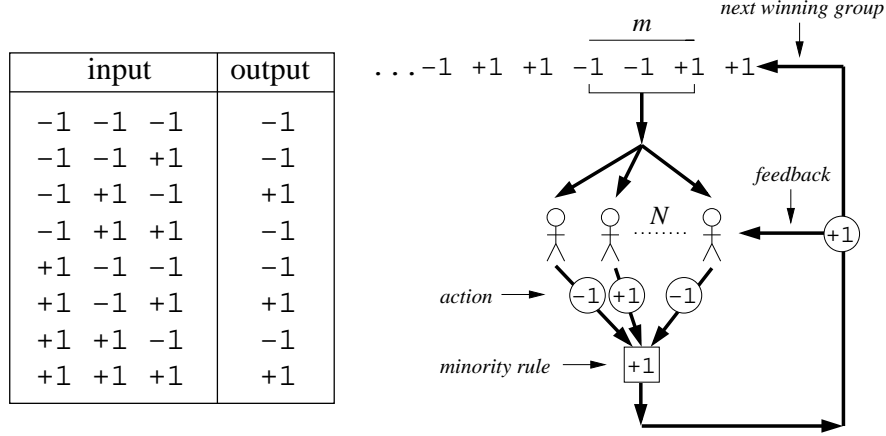 input output
-1 -1 -1 -1
-1 -1 +1 -1
-1 +1 -1 +1
-1 +1 +1 -1
+1 -1 -1 -1
+1 -1 +1 +1
+1 +1 -1 -1
+1 +1 +1 +1
next winning group
m
...-1 +1 +1 -1 -1 +1 +1
feedback
N
........
+1
action
-1 +1 -1
minority rule
+1